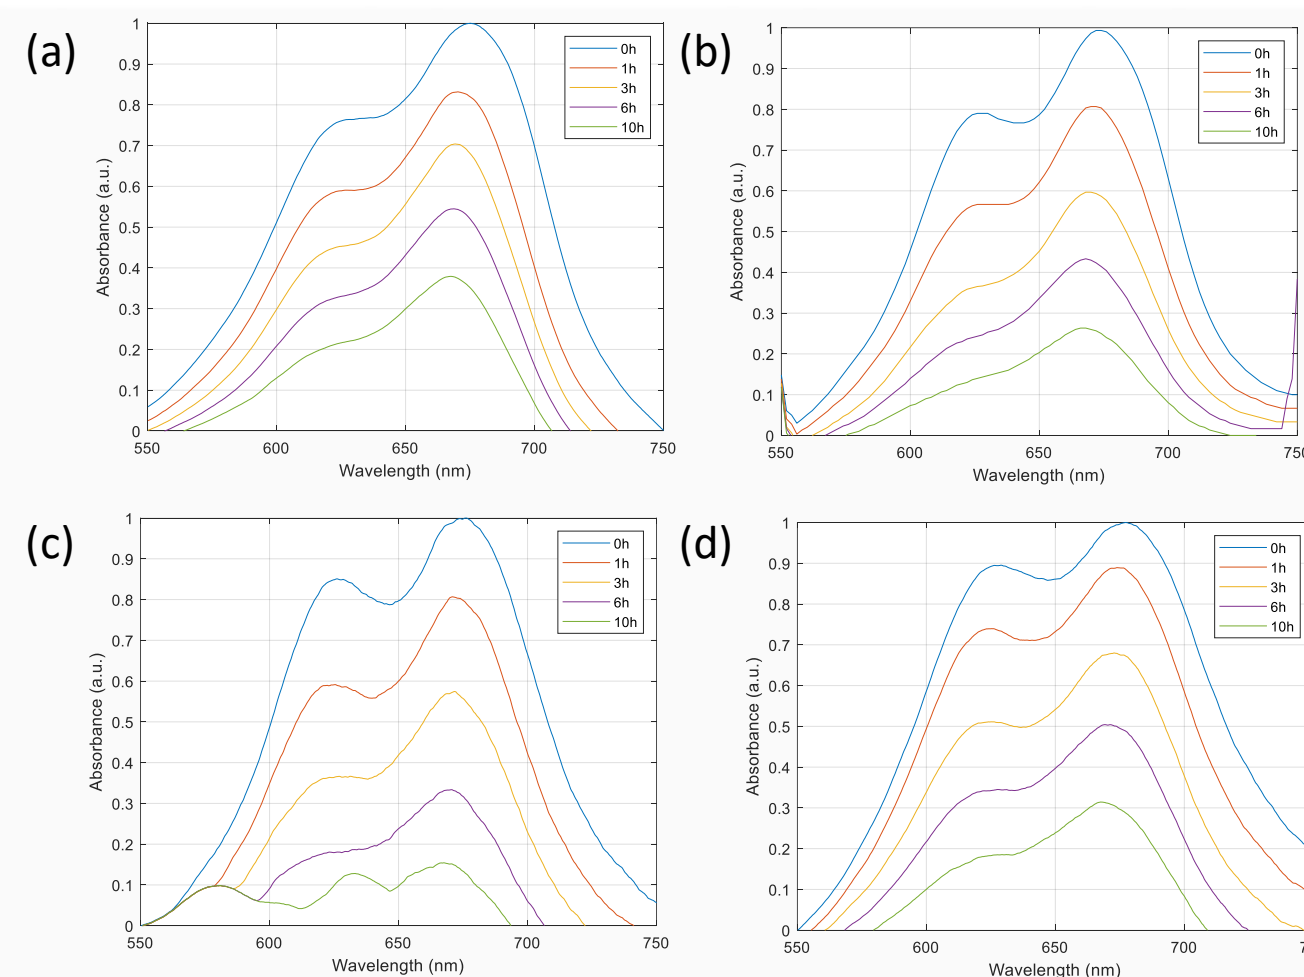 (a)
1
0.9
0.8
0.7
0.6
0.5
0.4
0.3
0.2
0.1
0
550 600 650 700 750
Absorbance (a.u.)
Wavelength (nm)
0h
1h
3h
6h
10h
(b)
1
0.9
0.8
0.7
0.6
0.5
0.4
0.3
0.2
0.1
0
550 600 650 700
Absorbance (a.u.)
Wavelength (nm)
0h
1h
3h
6h
10h
(c)
1
0.9
0.8
0.7
0.6
0.5
0.4
0.3
0.2
0.1
0
550 600 650 700 750
Absorbance (a.u.)
Wavelength (nm)
0h
1h
3h
6h
10h
(d)
1
0.9
0.8
0.7
0.6
0.5
0.4
0.3
0.2
0.1
0
550 600 650 700
Absorbance (a.u.)
Wavelength (nm)
0h
1h
3h
6h
10h